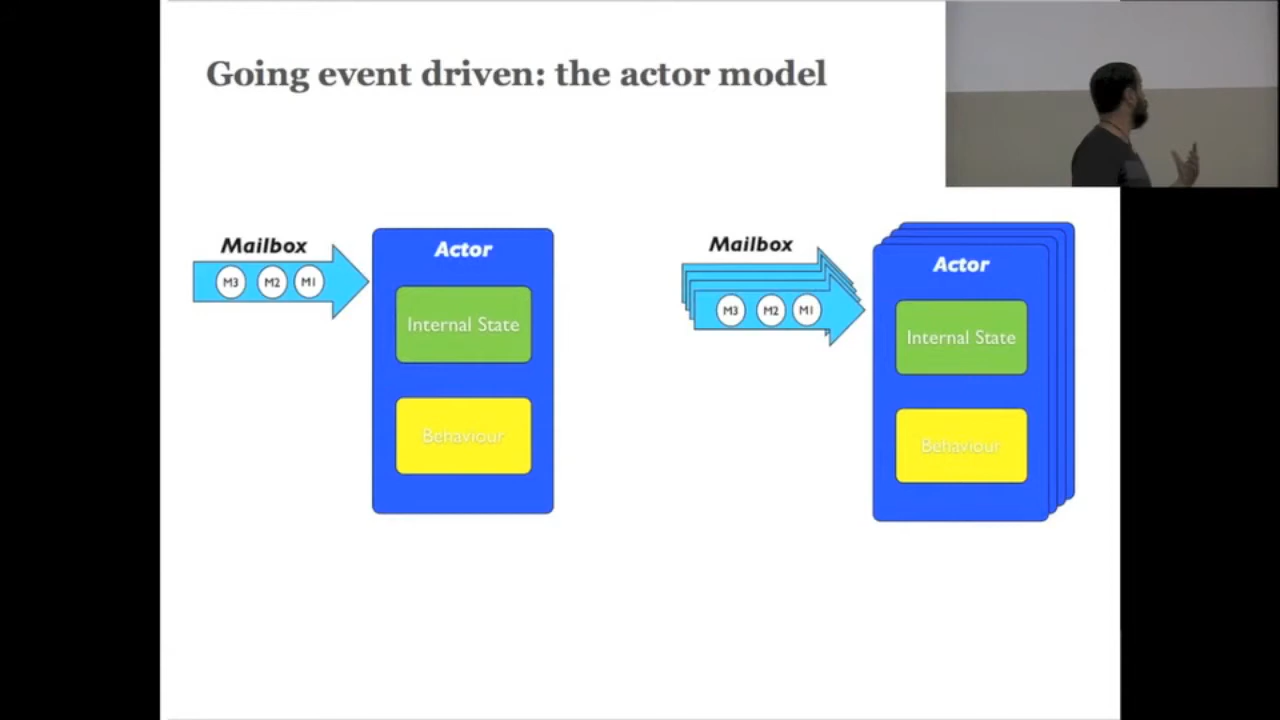 Going event driven: the actor model
Mailbox
M3 M2 M1
Actor
Internal State
Behaviour
Mailbox
M3 M2 M1
Actor
Internal State
Behaviour